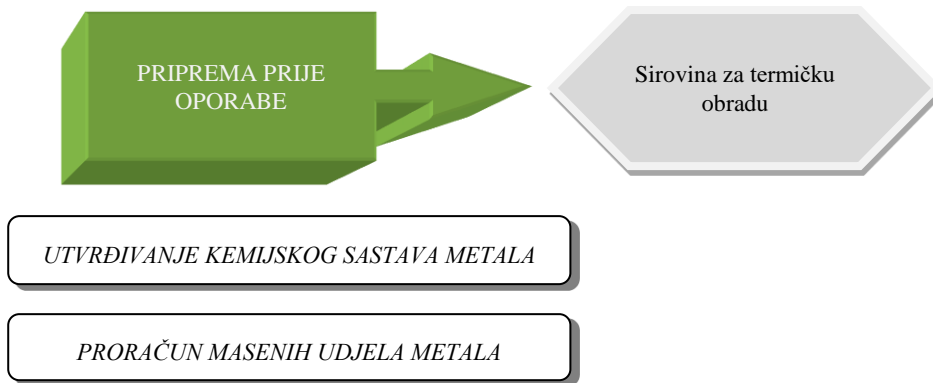 PRIPREMA PRIJE
OPORABE
Sirovina za termičku
obradu
UTVRĐIVANJE KEMIJSKOG SASTAVA METALA
PRORAČUN MASENIH UDJELA METALA